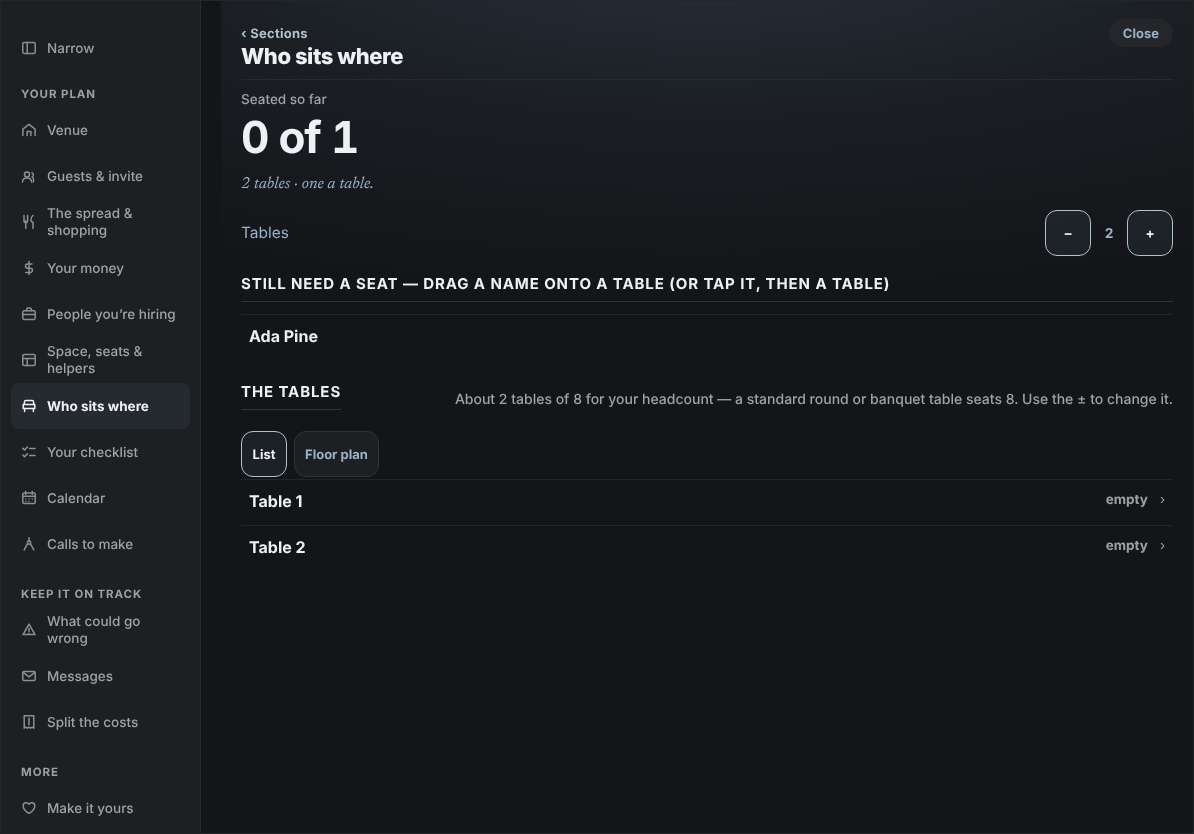 Narrow
YOUR PLAN
Venue
Guests & invite
The spread &
shopping
Your money
People you're hiring
Space, seats &
helpers
Who sits where
Your checklist
Calendar
Calls to make
KEEP IT ON TRACK
What could go
wrong
Messages
Split the costs
MORE
Make it yours
‹ Sections
Close
Who sits where
Seated so far
0 of 1
2 tables · one a table.
Tables
− 2 +
STILL NEED A SEAT — DRAG A NAME ONTO A TABLE (OR TAP IT, THEN A TABLE)
Ada Pine
THE TABLES
About 2 tables of 8 for your headcount — a standard round or banquet table seats 8. Use the ± to change it.
List
Floor plan
Table 1
empty ›
Table 2
empty ›